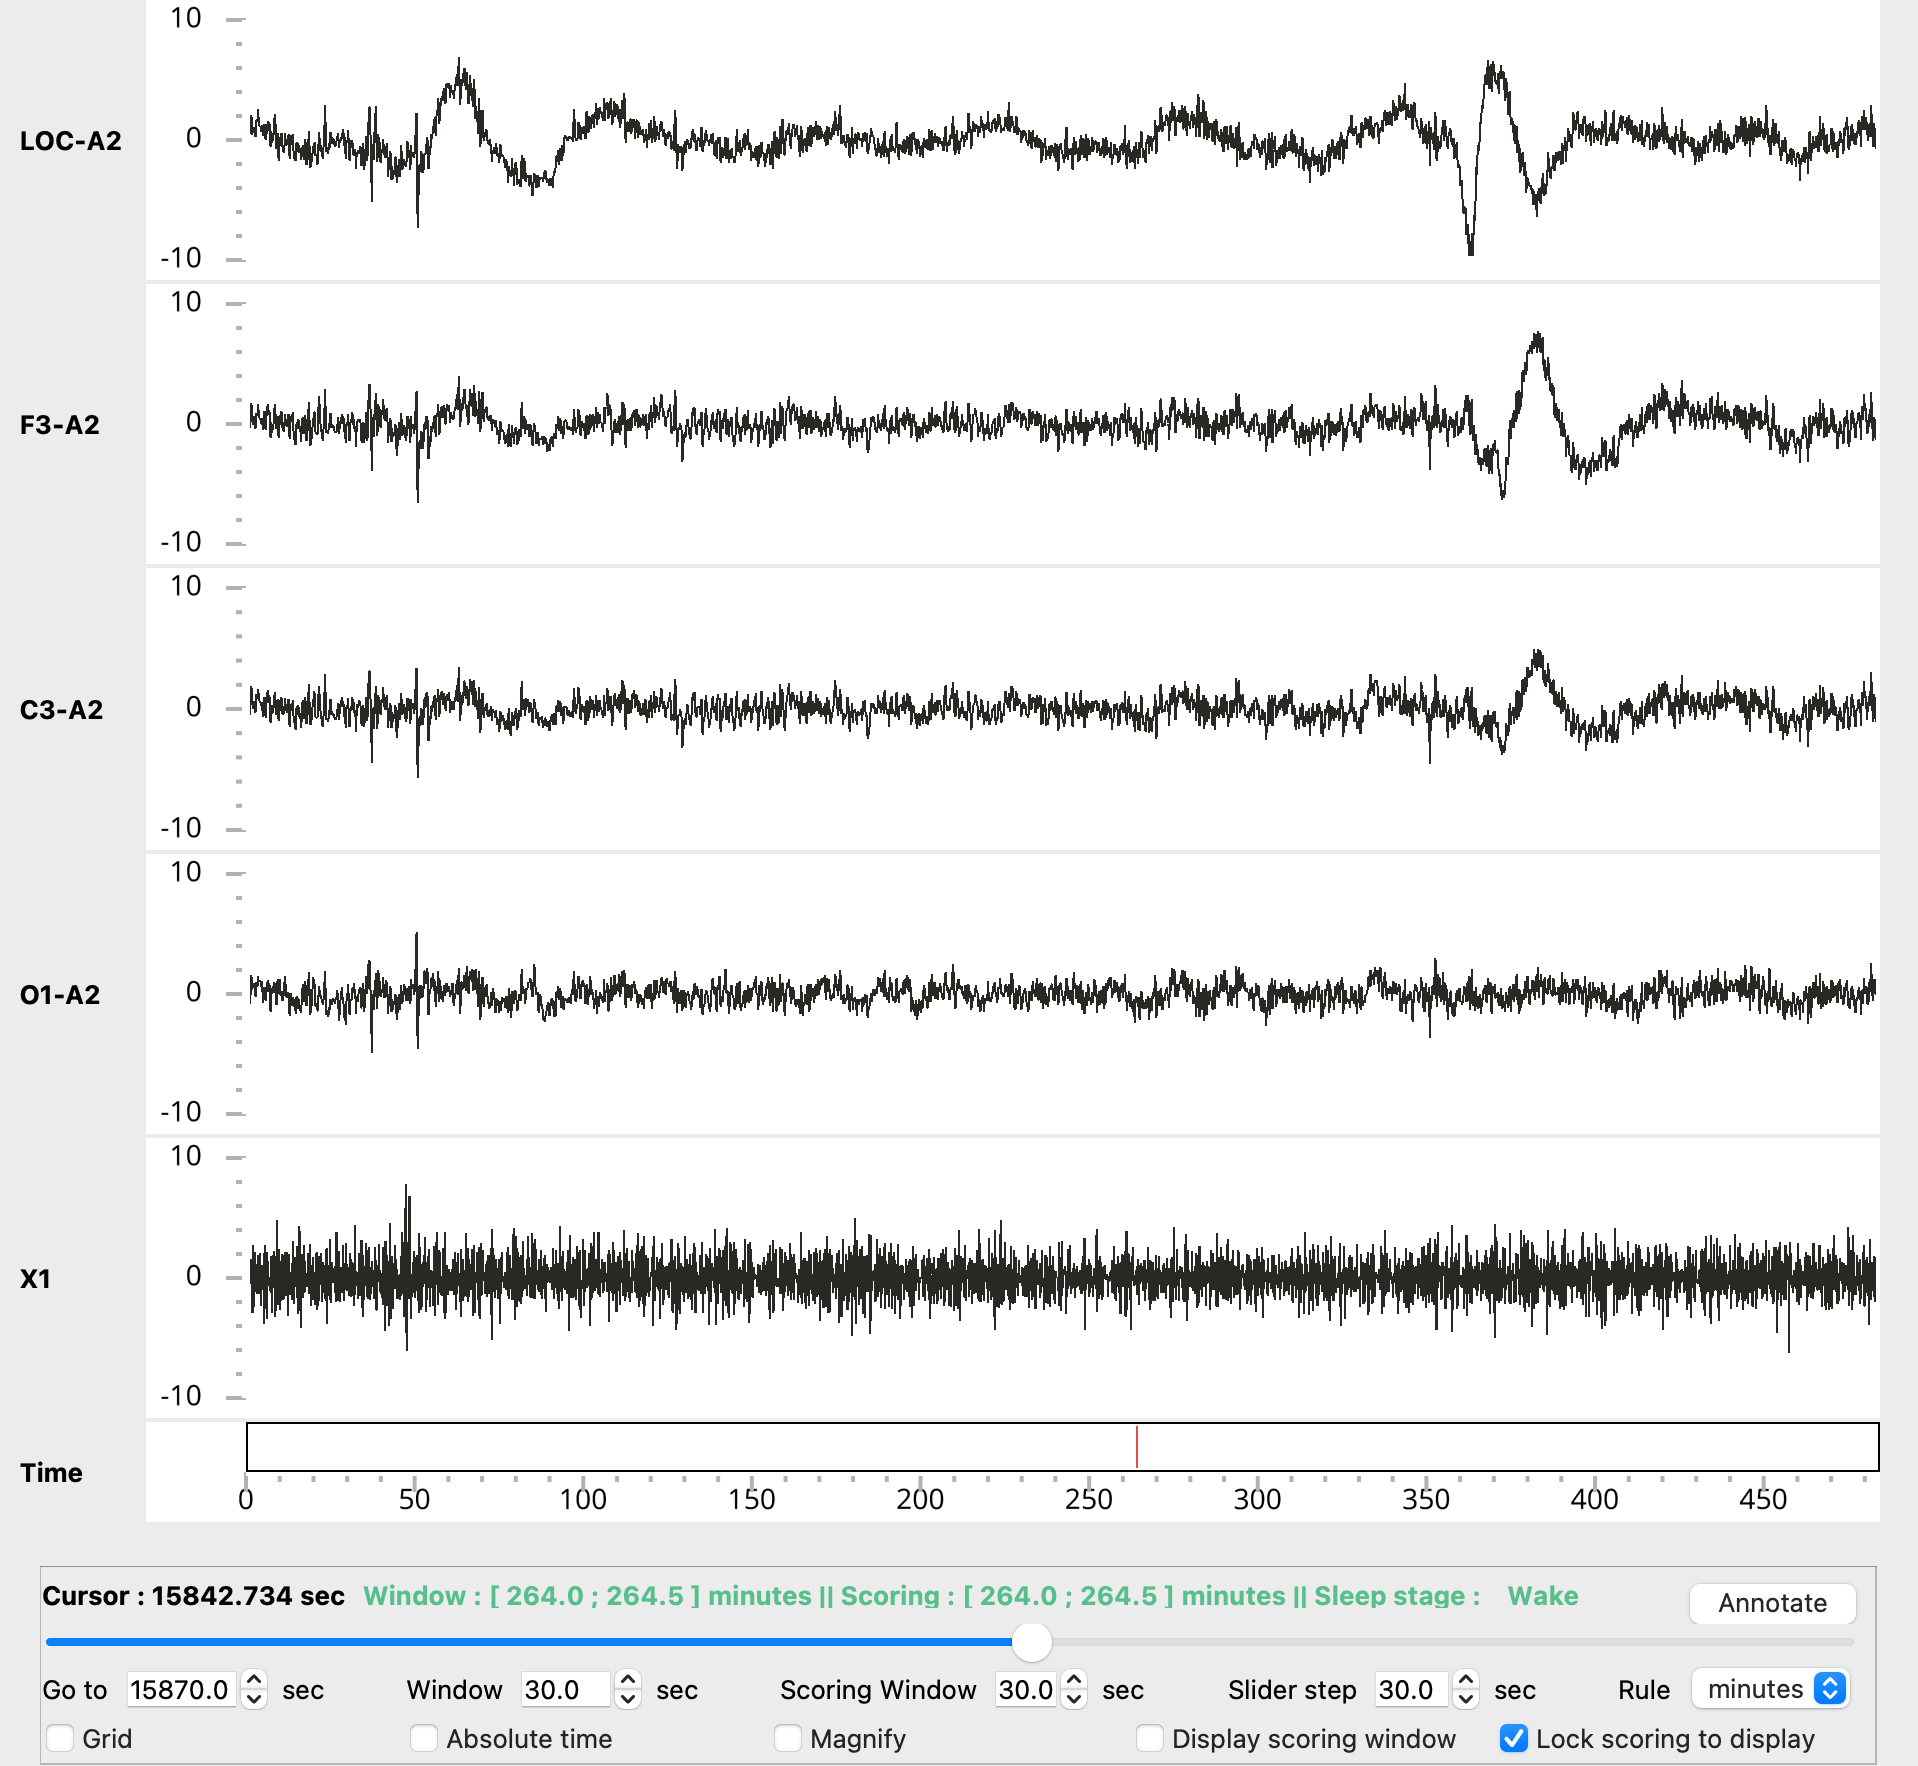 10
LOC-A2
0
-10
10
F3-A2
0
-10
10
C3-A2
0
-10
10
O1-A2
0
-10
10
X1
0
-10
Time
0 50 100 150 200 250 300 350 400 450
Cursor : 15842.734 sec Window : [ 264.0 ; 264.5 ] minutes || Scoring : [ 264.0 ; 264.5 ] minutes || Sleep stage : Wake Annotate
Go to 15870.0 sec Window 30.0 sec Scoring Window 30.0 sec Slider step 30.0 sec Rule minutes
Grid Absolute time Magnify Display scoring window Lock scoring to display